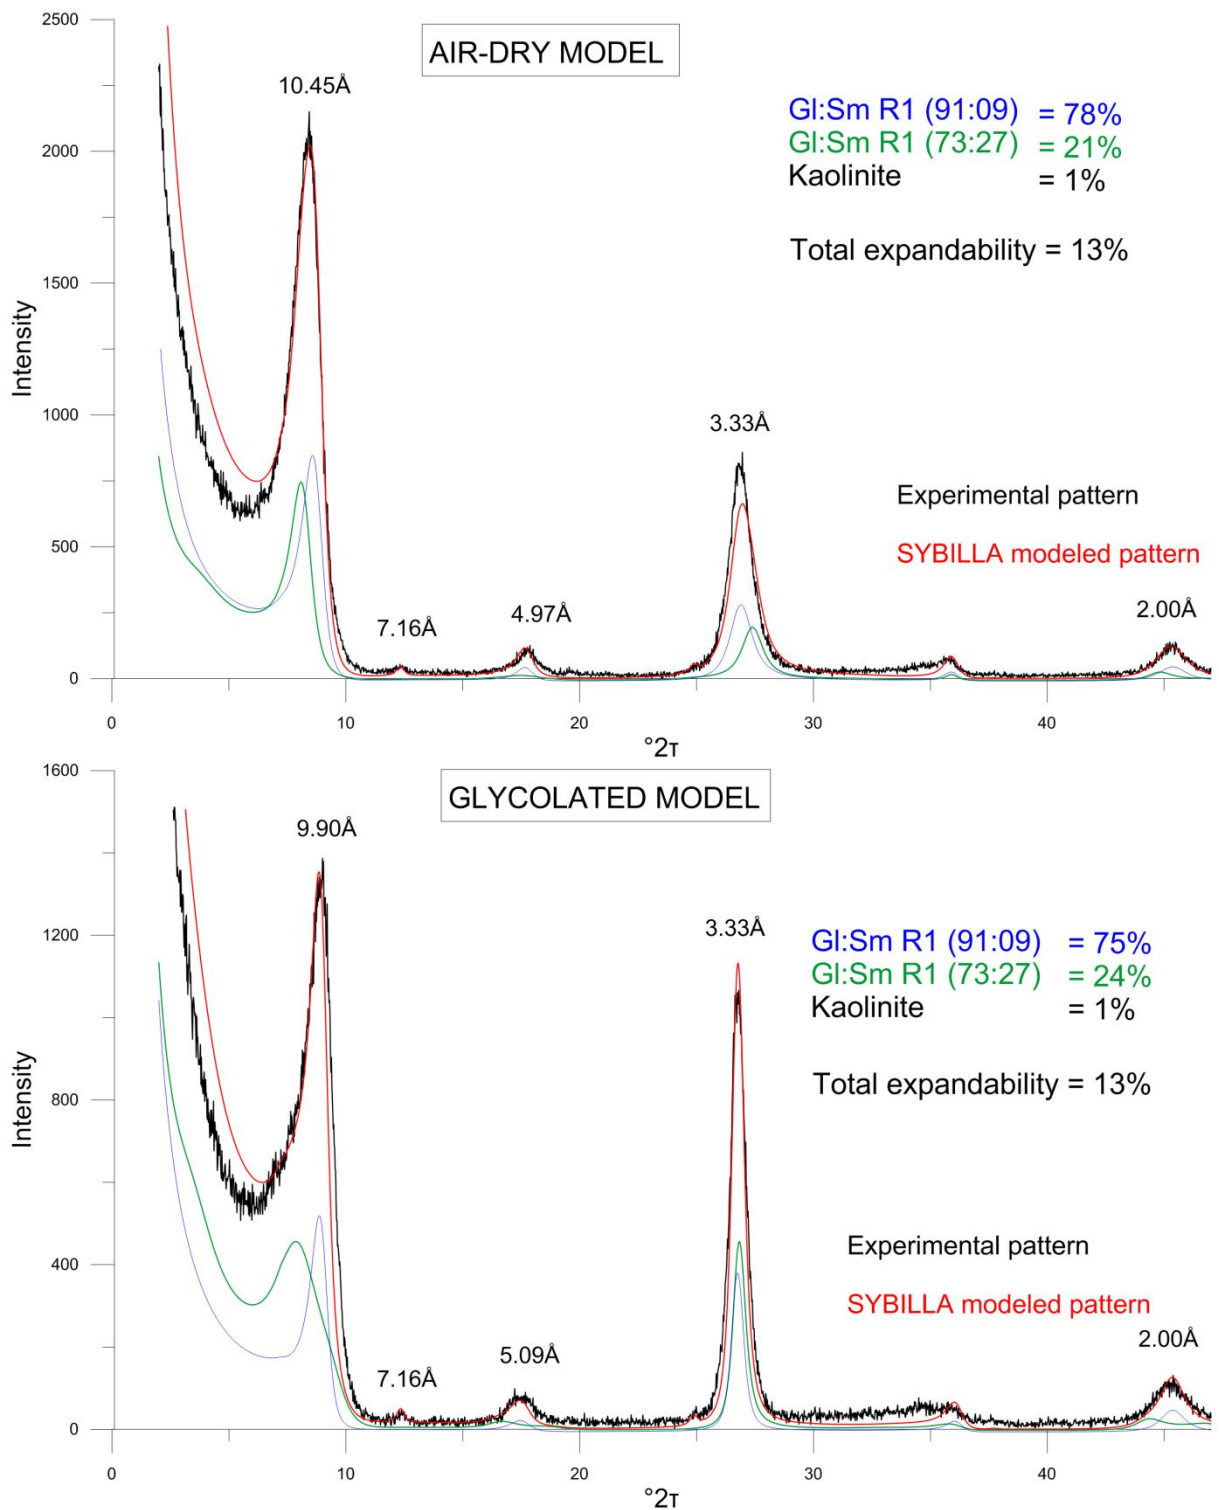 AIR-DRY MODEL
2500
2000
1500
1000
500
0
Intensity
10.45Å
7.16Å
4.97Å
3.33Å
2.00Å
Gl:Sm R1 (91:09) = 78%
Gl:Sm R1 (73:27) = 21%
Kaolinite = 1%
Total expandability = 13%
Experimental pattern
SYBILLA modeled pattern
0 10 20 30 40
°2τ
GLYCOLATED MODEL
1600
1200
800
400
0
Intensity
9.90Å
7.16Å
5.09Å
3.33Å
2.00Å
Gl:Sm R1 (91:09) = 75%
Gl:Sm R1 (73:27) = 24%
Kaolinite = 1%
Total expandability = 13%
Experimental pattern
SYBILLA modeled pattern
0 10 20 30 40
°2τ